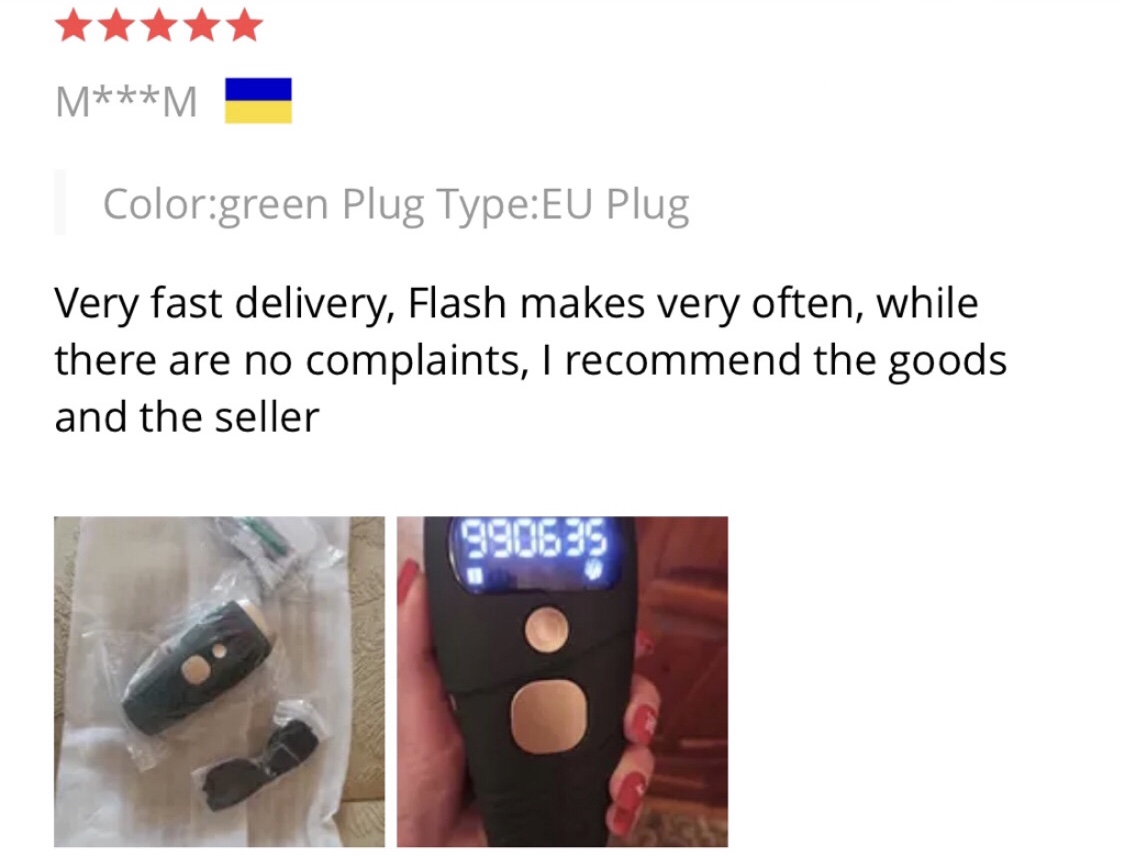 M***M
Color:green Plug Type:EU Plug
Very fast delivery, Flash makes very often, while
there are no complaints, I recommend the goods
and the seller
990635